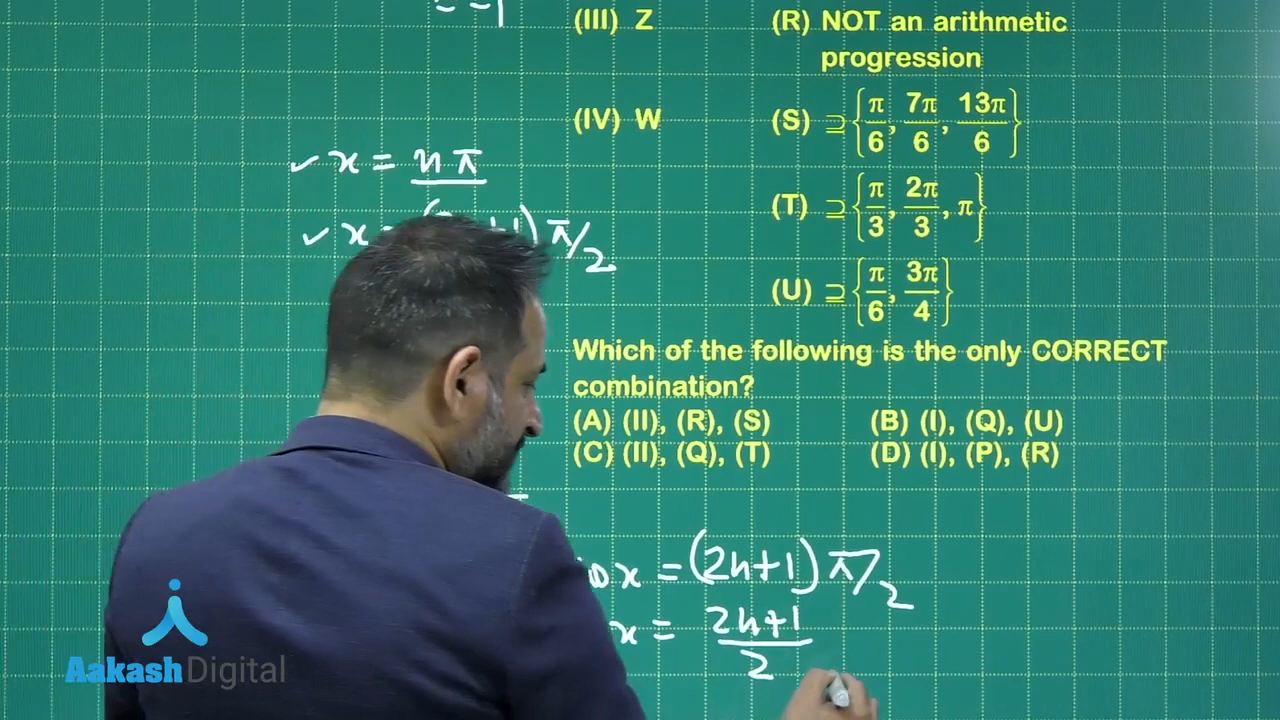 = -1
(III) Z
(R) NOT an arithmetic
progression
(IV) W
(S) ⊇ {π/6, 7π/6, 13π/6}
✓ x = nπ
(T) ⊇ {π/3, 2π/3, π}
✓ x = +1) π/2
(U) ⊇ {π/6, 3π/4}
Which of the following is the only CORRECT
combination?
(A) (II), (R), (S)
(B) (I), (Q), (U)
(C) (II), (Q), (T)
(D) (I), (P), (R)
x = (2n+1) π/2
x = 2n+1/2
Aakash Digital